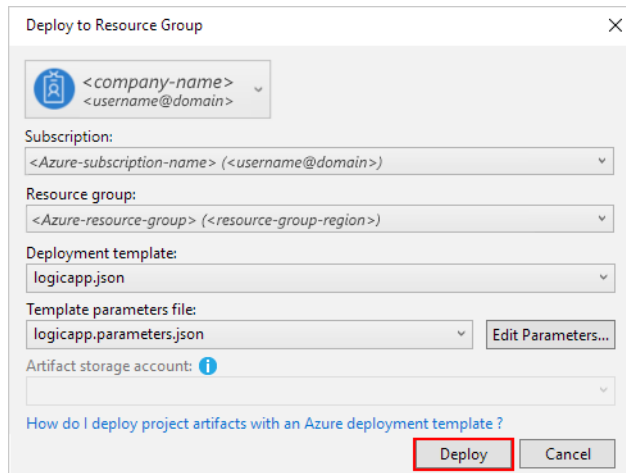 Deploy to Resource Group
<company-name>
<username@domain>
Subscription:
<Azure-subscription-name> (<username@domain>)
Resource group:
<Azure-resource-group> (<resource-group-region>)
Deployment template:
logicapp.json
Template parameters file:
logicapp.parameters.json
Edit Parameters...
Artifact storage account:
How do I deploy project artifacts with an Azure deployment template ?
Deploy
Cancel